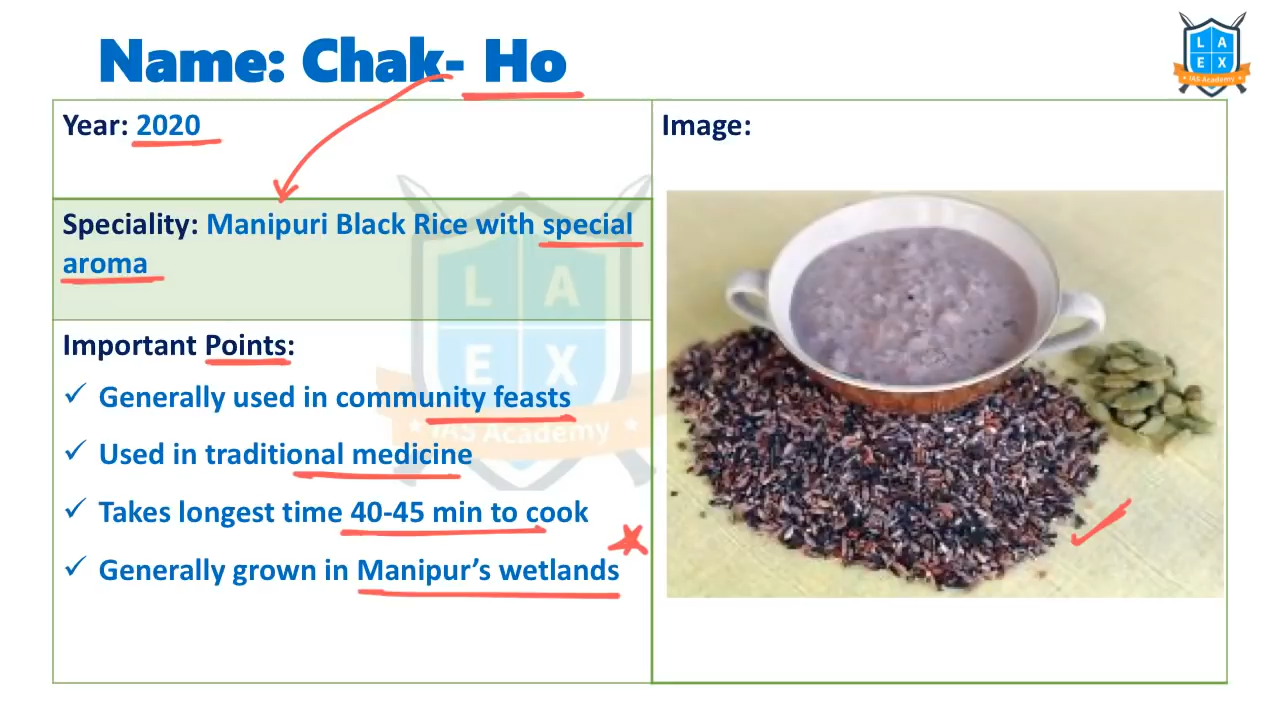 Name: Chak- Ho
L A
E X
IAS Academy
Year: 2020
Image:
Speciality: Manipuri Black Rice with special
aroma
L A
E X
IAS Academy
Important Points:
Generally used in community feasts
Used in traditional medicine
Takes longest time 40-45 min to cook
Generally grown in Manipur’s wetlands